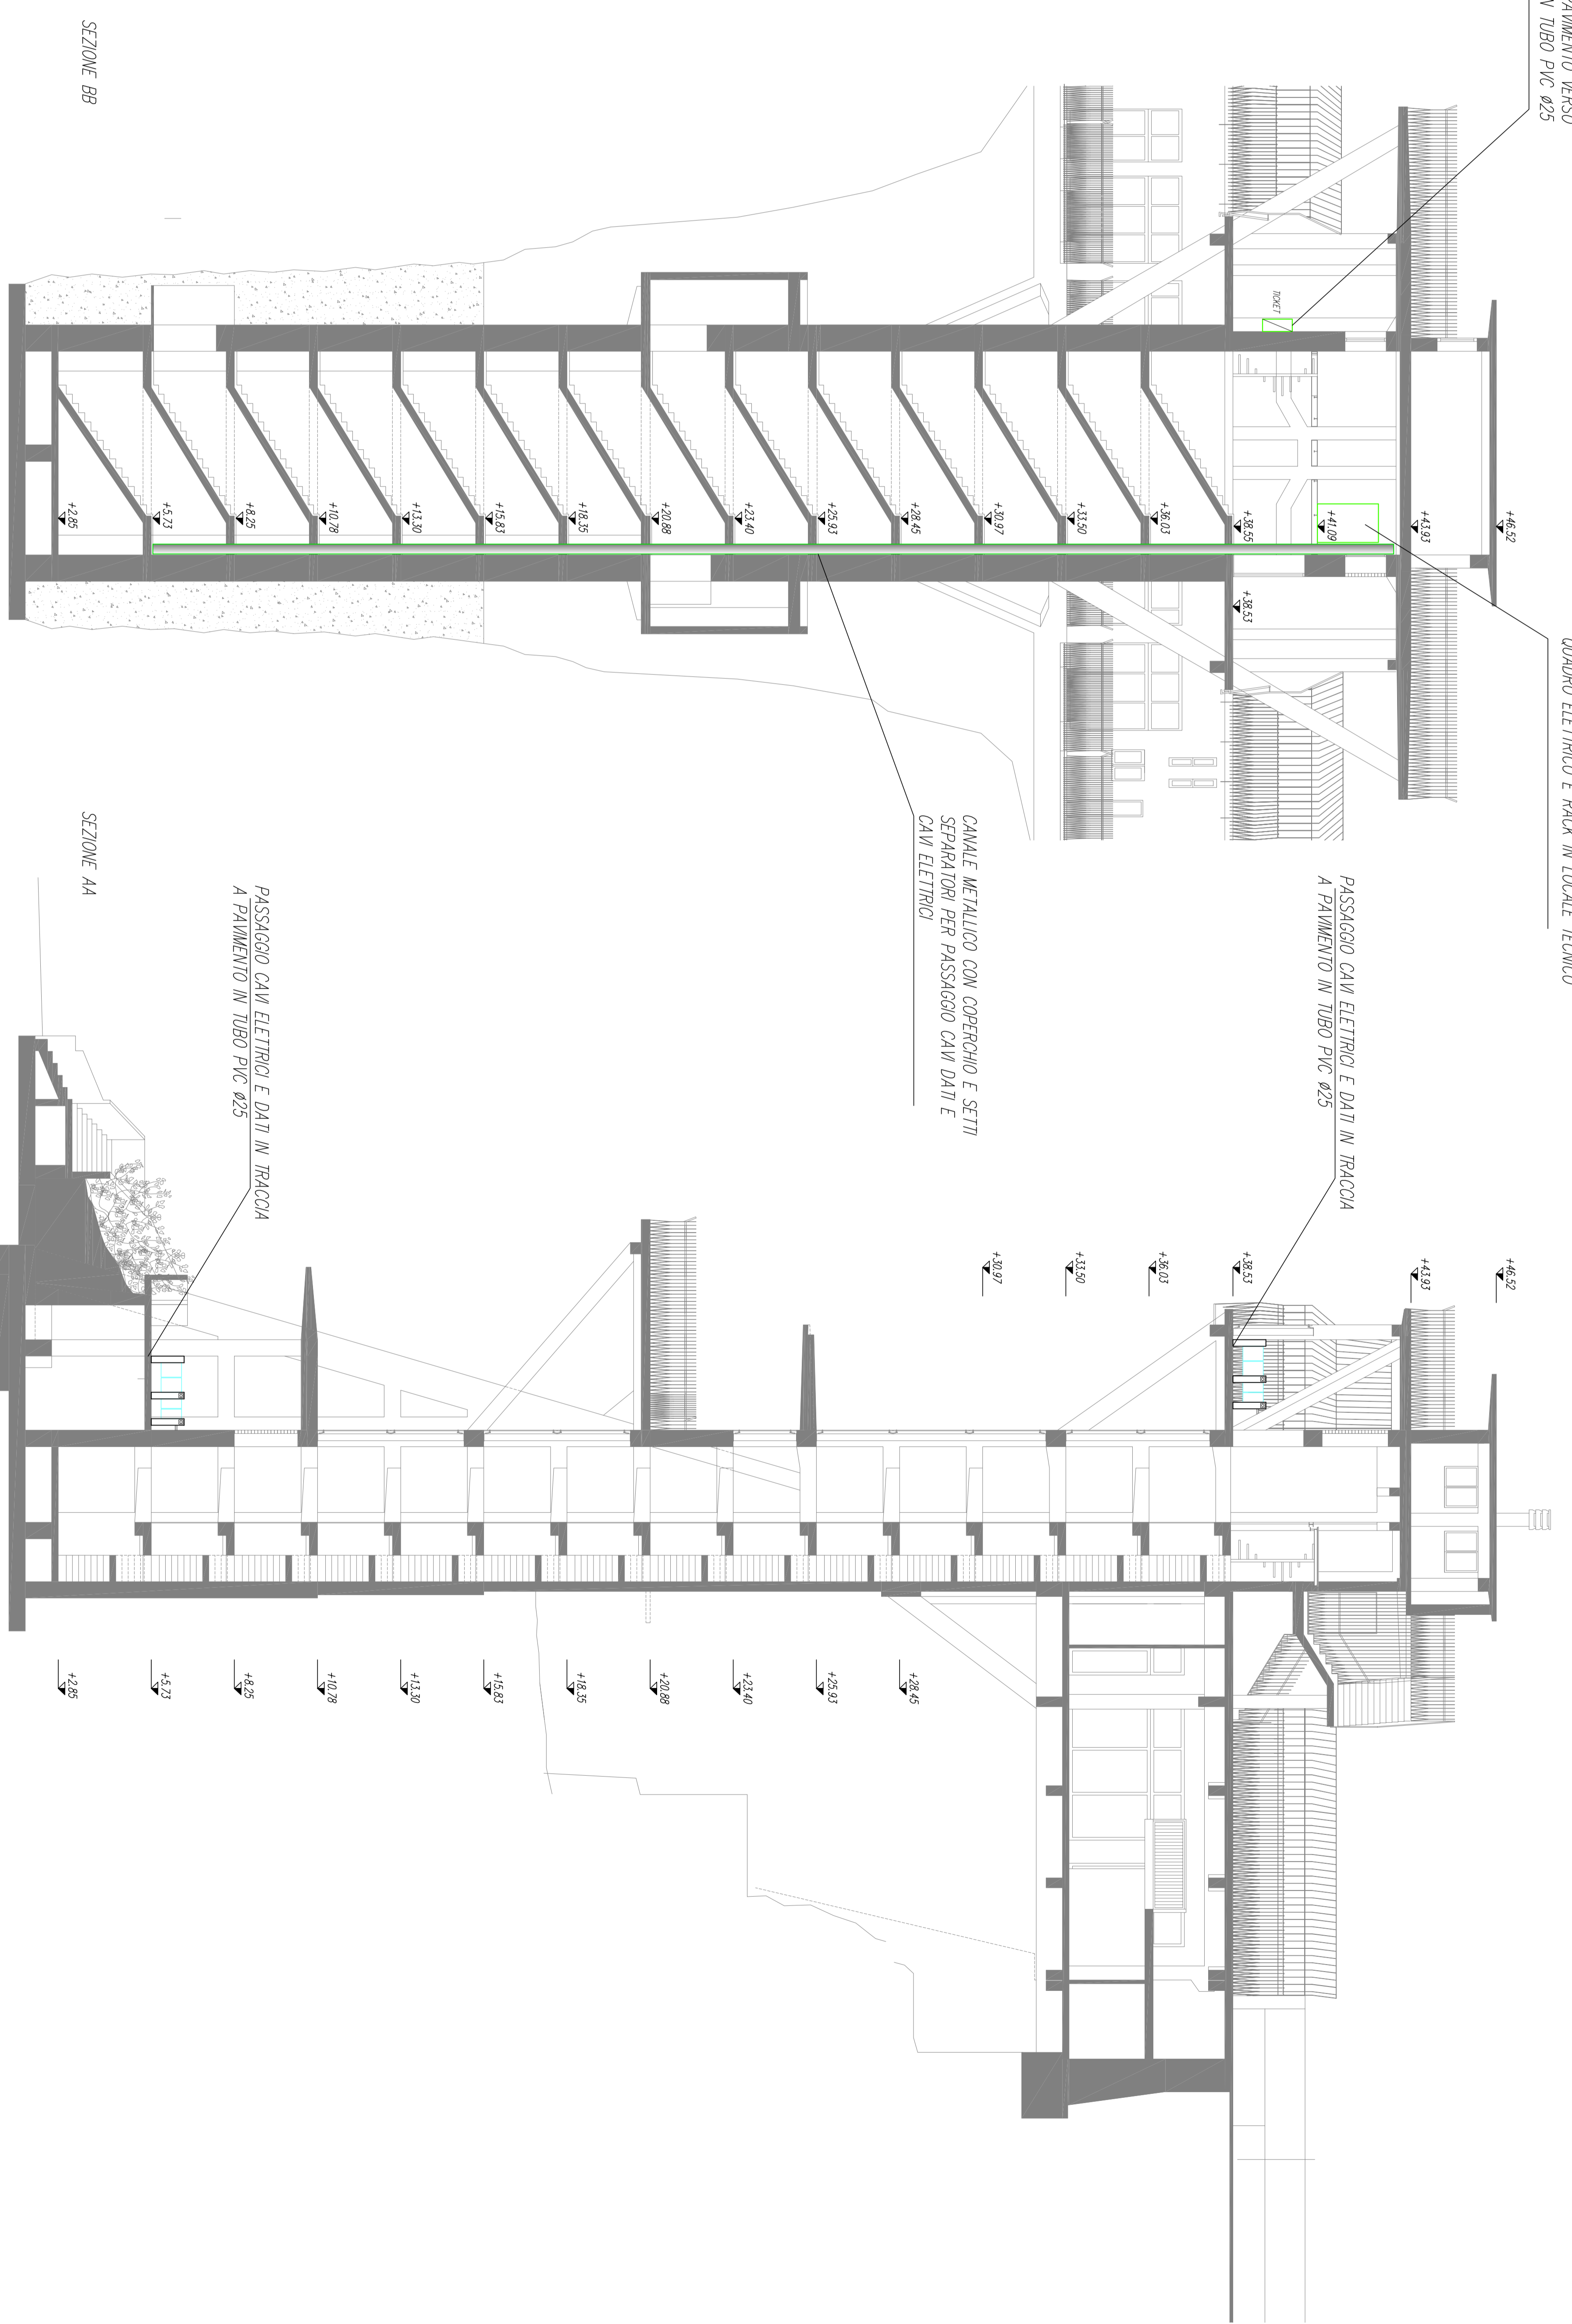 PAVIMENTO VERSO
IN TUBO PVC Ø25
QUADRO ELETTRICO E RACK IN LOCALE TECNICO
TICKET
+46.52
+43.93
+41.09
+38.55
+38.53
+36.03
+33.50
+30.97
+28.45
+25.93
+23.40
+20.88
+18.35
+15.83
+13.30
+10.78
+8.25
+5.73
+2.85
CANALE METALLICO CON COPERCHIO E SETTI
SEPARATORI PER PASSAGGIO CAVI DATI E
CAVI ELETTRICI
SEZIONE BB
PASSAGGIO CAVI ELETTRICI E DATI IN TRACCIA
A PAVIMENTO IN TUBO PVC Ø25
+46.52
+43.93
+38.53
+36.03
+33.50
+30.97
+28.45
+25.93
+23.40
+20.88
+18.35
+15.83
+13.30
+10.78
+8.25
+5.73
+2.85
PASSAGGIO CAVI ELETTRICI E DATI IN TRACCIA
A PAVIMENTO IN TUBO PVC Ø25
SEZIONE AA